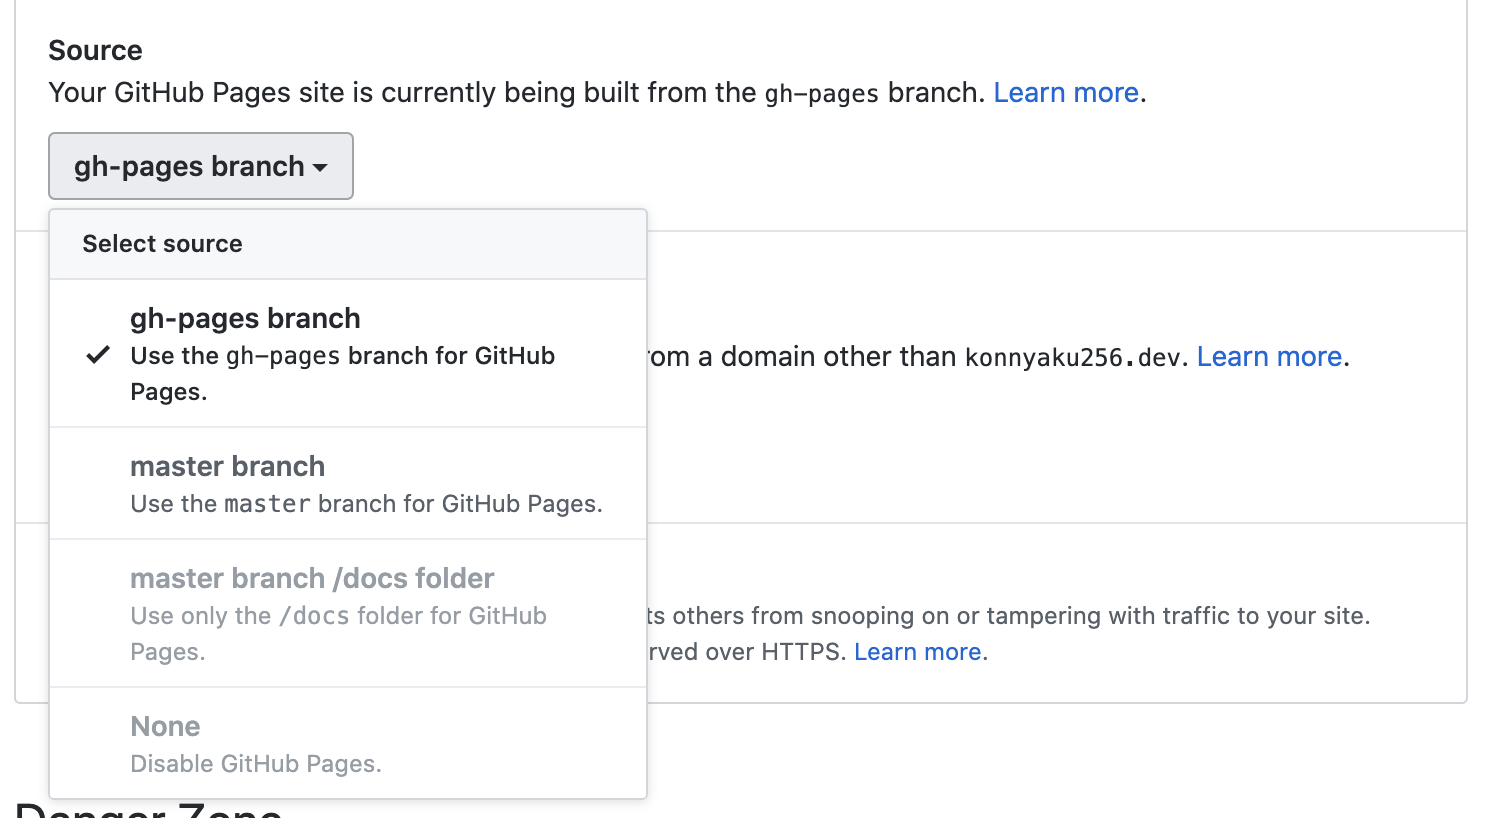 Source
Your GitHub Pages site is currently being built from the gh-pages branch. Learn more.
gh-pages branch
Select source
gh-pages branch
Use the gh-pages branch for GitHub
Pages.
om a domain other than konnyaku256.dev. Learn more.
master branch
Use the master branch for GitHub Pages.
master branch /docs folder
Use only the /docs folder for GitHub
Pages.
ts others from snooping on or tampering with traffic to your site.
rved over HTTPS. Learn more.
None
Disable GitHub Pages.
Danger Zone